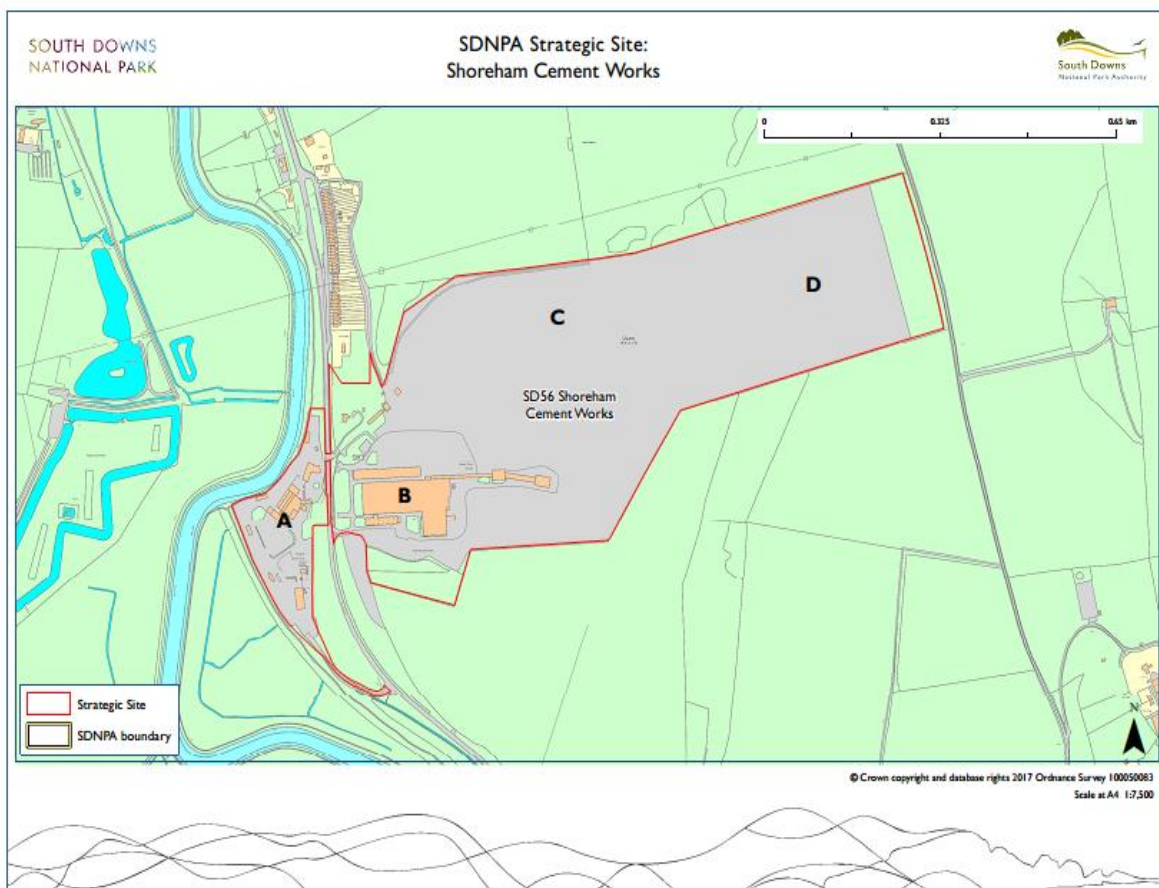 SOUTH DOWNS
NATIONAL PARK
SDNPA Strategic Site:
Shoreham Cement Works
South Downs
National Park Authority
0
0.325
0.65 km
D
C
SD56 Shoreham
Cement Works
B
A
Strategic Site
SDNPA boundary
N
© Crown copyright and database rights 2017 Ordnance Survey 100050083
Scale at A4 1:7,500